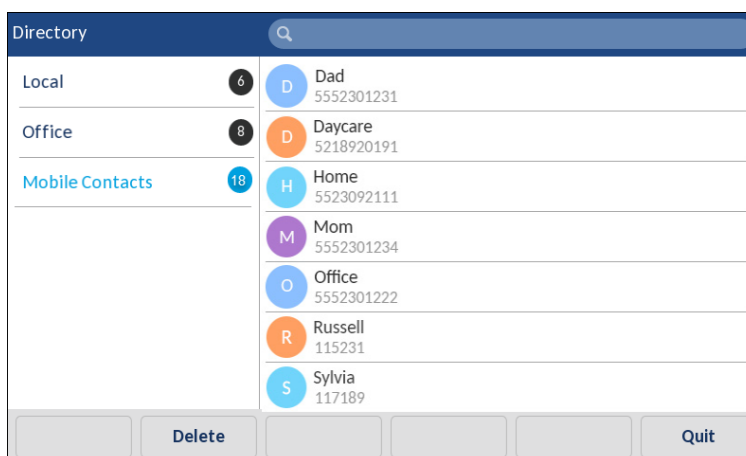 Directory
Local
6
Office
8
Mobile Contacts
18
D
Dad
5552301231
D
Daycare
5218920191
H
Home
5523092111
M
Mom
5552301234
O
Office
5552301222
R
Russell
115231
S
Sylvia
117189
Delete
Quit